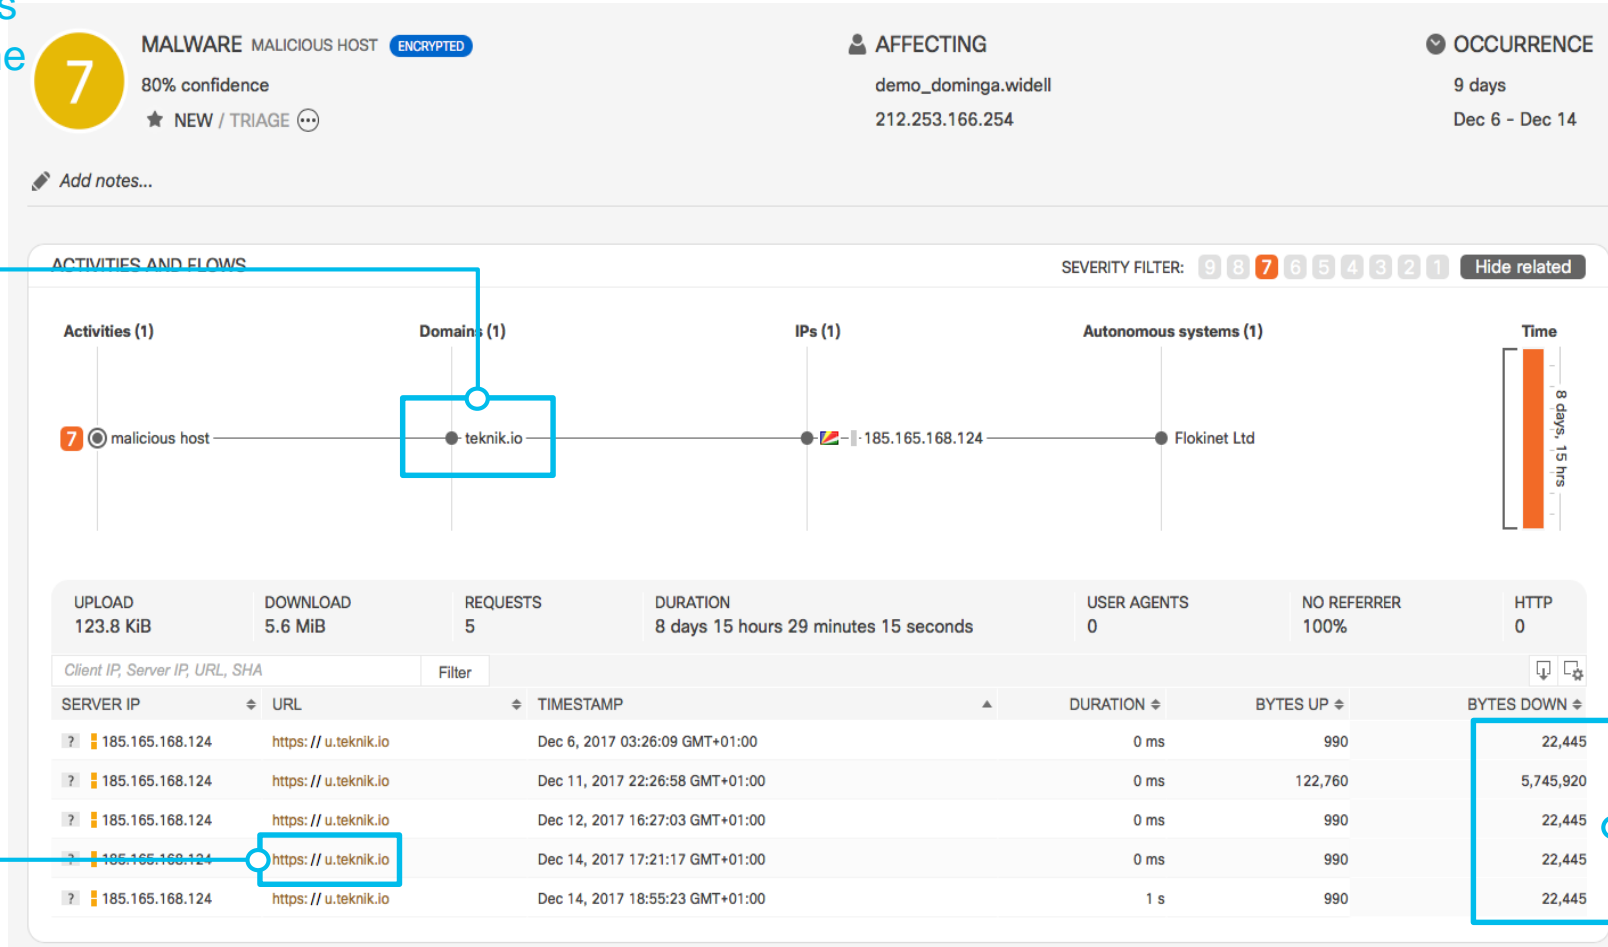 s
e
7
MALWARE MALICIOUS HOST ENCRYPTED
80% confidence
NEW / TRIAGE
AFFECTING
demo_dominga.widell
212.253.166.254
OCCURRENCE
9 days
Dec 6 - Dec 14
Add notes...
ACTIVITIES AND FLOWS
SEVERITY FILTER: 9 8 7 6 5 4 3 2 1 Hide related
Activities (1) Domains (1) IPs (1) Autonomous systems (1) Time
7 malicious host teknik.io 185.165.168.124 Flokinet Ltd
8 days, 15 hrs
UPLOAD DOWNLOAD REQUESTS DURATION USER AGENTS NO REFERRER HTTP
123.8 KiB 5.6 MiB 5 8 days 15 hours 29 minutes 15 seconds 0 100% 0
Client IP, Server IP, URL, SHA Filter
SERVER IP URL TIMESTAMP DURATION BYTES UP BYTES DOWN
? 185.165.168.124 https: // u.teknik.io Dec 6, 2017 03:26:09 GMT+01:00 0 ms 990 22,445
? 185.165.168.124 https: // u.teknik.io Dec 11, 2017 22:26:58 GMT+01:00 0 ms 122,760 5,745,920
? 185.165.168.124 https: // u.teknik.io Dec 12, 2017 16:27:03 GMT+01:00 0 ms 990 22,445
? 185.165.168.124 https: // u.teknik.io Dec 14, 2017 17:21:17 GMT+01:00 0 ms 990 22,445
? 185.165.168.124 https: // u.teknik.io Dec 14, 2017 18:55:23 GMT+01:00 1 s 990 22,445